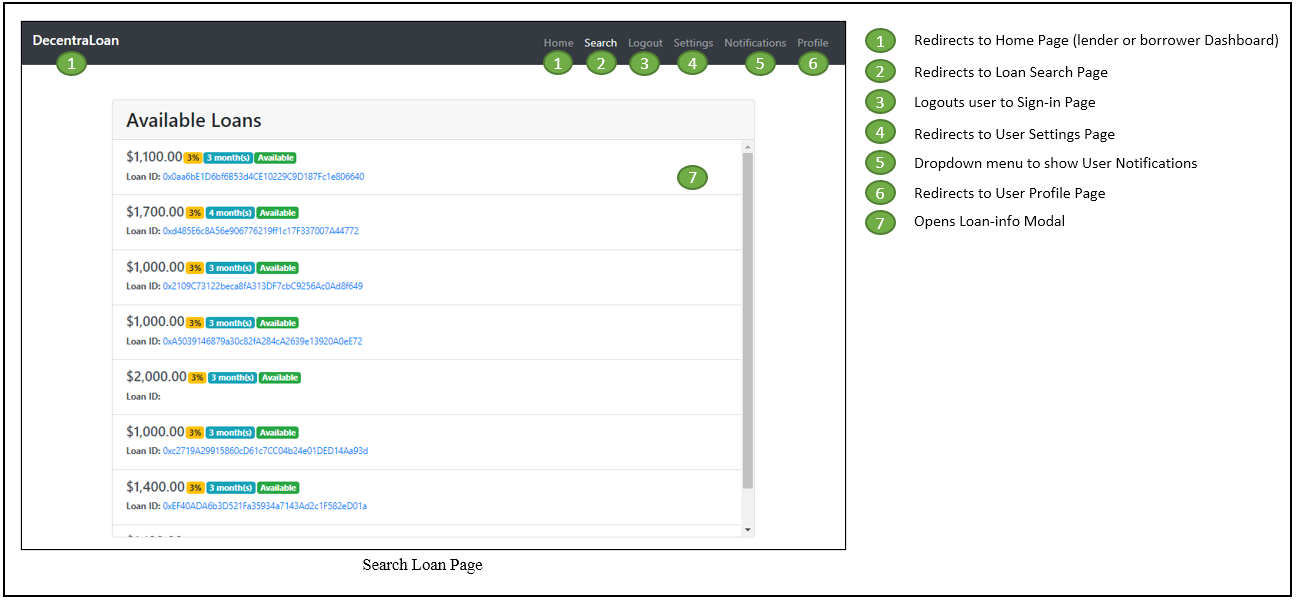 DecentraLoan
Home Search Logout Settings Notifications Profile
1 1 2 3 4 5 6
Available Loans
$1,100.00 3% 3 month(s) Available
Loan ID: 0x0aa6bE1D6bf6B53d4CE10229C9D187Fc1e806640
7
$1,700.00 3% 4 month(s) Available
Loan ID: 0xd485E6c8A56e906776219ff1c17F337007A44772
$1,000.00 3% 3 month(s) Available
Loan ID: 0x2109C73122beca8fA313DF7cbC9256Ac0Ad8f649
$1,000.00 3% 3 month(s) Available
Loan ID: 0xA5039146879a30c82fA284cA2639e13920A0eE72
$2,000.00 3% 3 month(s) Available
Loan ID:
$1,000.00 3% 3 month(s) Available
Loan ID: 0xc2719A29915860cD61c7CC04b24e01DED14Aa93d
$1,400.00 3% 3 month(s) Available
Loan ID: 0xEF40ADA6b3D521Fa35934a7143Ad2c1F582eD01a
Search Loan Page
1 Redirects to Home Page (lender or borrower Dashboard)
2 Redirects to Loan Search Page
3 Logouts user to Sign-in Page
4 Redirects to User Settings Page
5 Dropdown menu to show User Notifications
6 Redirects to User Profile Page
7 Opens Loan-info Modal